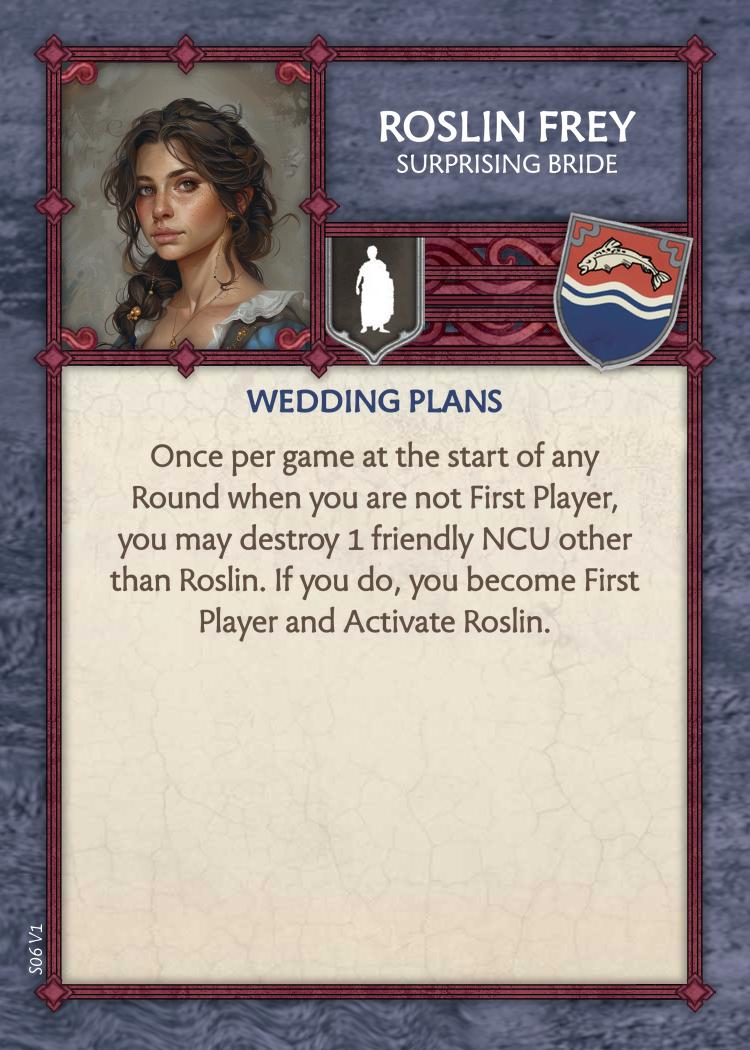 ROSLIN FREY
SURPRISING BRIDE
WEDDING PLANS
Once per game at the start of any
Round when you are not First Player,
you may destroy 1 friendly NCU other
than Roslin. If you do, you become First
Player and Activate Roslin.
S06 V1